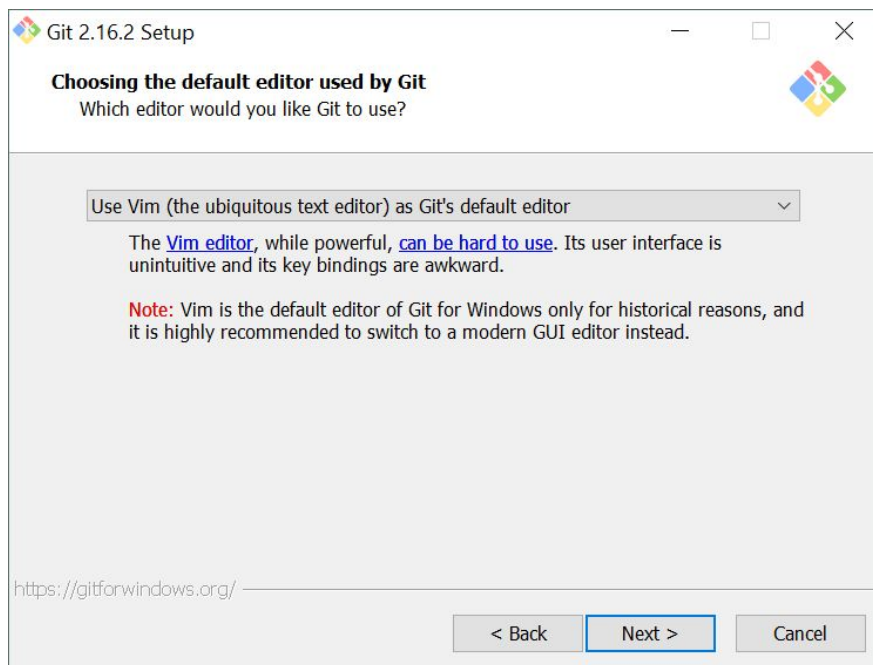 Git 2.16.2 Setup
Choosing the default editor used by Git
Which editor would you like Git to use?
Use Vim (the ubiquitous text editor) as Git's default editor
The Vim editor, while powerful, can be hard to use. Its user interface is
unintuitive and its key bindings are awkward.
Note: Vim is the default editor of Git for Windows only for historical reasons, and
it is highly recommended to switch to a modern GUI editor instead.
https://gitforwindows.org/
< Back
Next >
Cancel